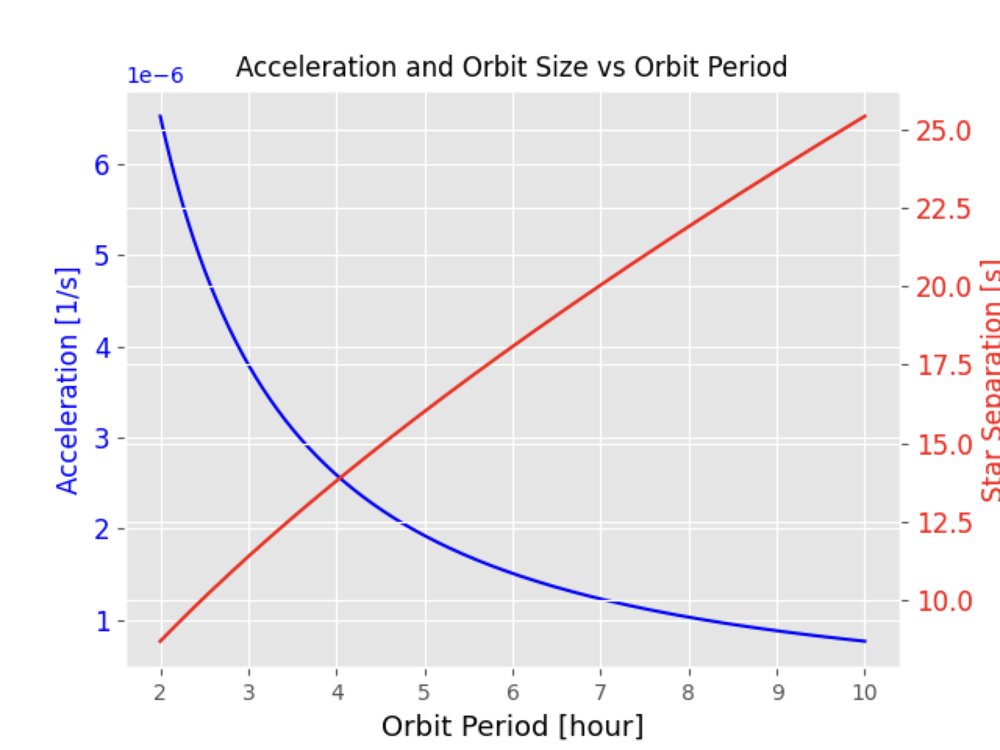 Acceleration and Orbit Size vs Orbit Period
1e−6
6
5
4
3
2
1
Acceleration [1/s]
25.0
22.5
20.0
17.5
15.0
12.5
10.0
Star Separation [s]
2 3 4 5 6 7 8 9 10
Orbit Period [hour]